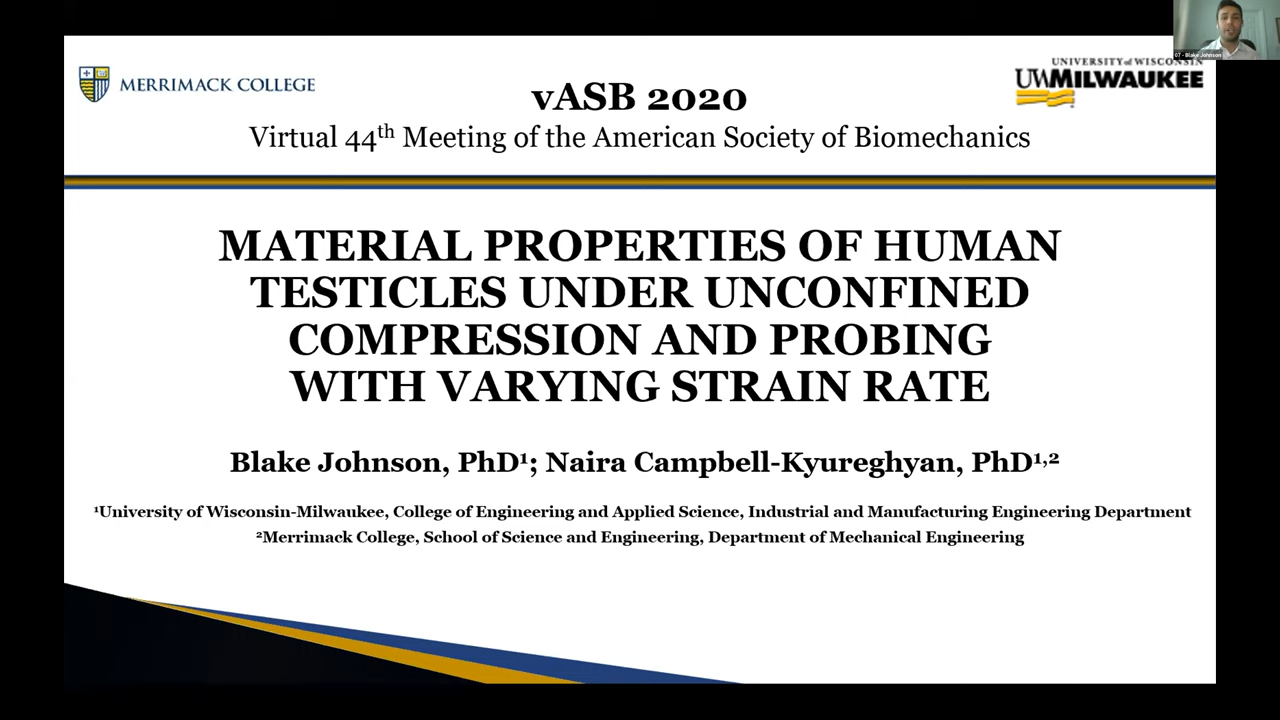 07 - Blake Johnson
MERRIMACK COLLEGE
UNIVERSITY of WISCONSIN
UWMILWAUKEE
vASB 2020
Virtual 44th Meeting of the American Society of Biomechanics
MATERIAL PROPERTIES OF HUMAN
TESTICLES UNDER UNCONFINED
COMPRESSION AND PROBING
WITH VARYING STRAIN RATE
Blake Johnson, PhD¹; Naira Campbell-Kyureghyan, PhD¹,²
¹University of Wisconsin-Milwaukee, College of Engineering and Applied Science, Industrial and Manufacturing Engineering Department
²Merrimack College, School of Science and Engineering, Department of Mechanical Engineering